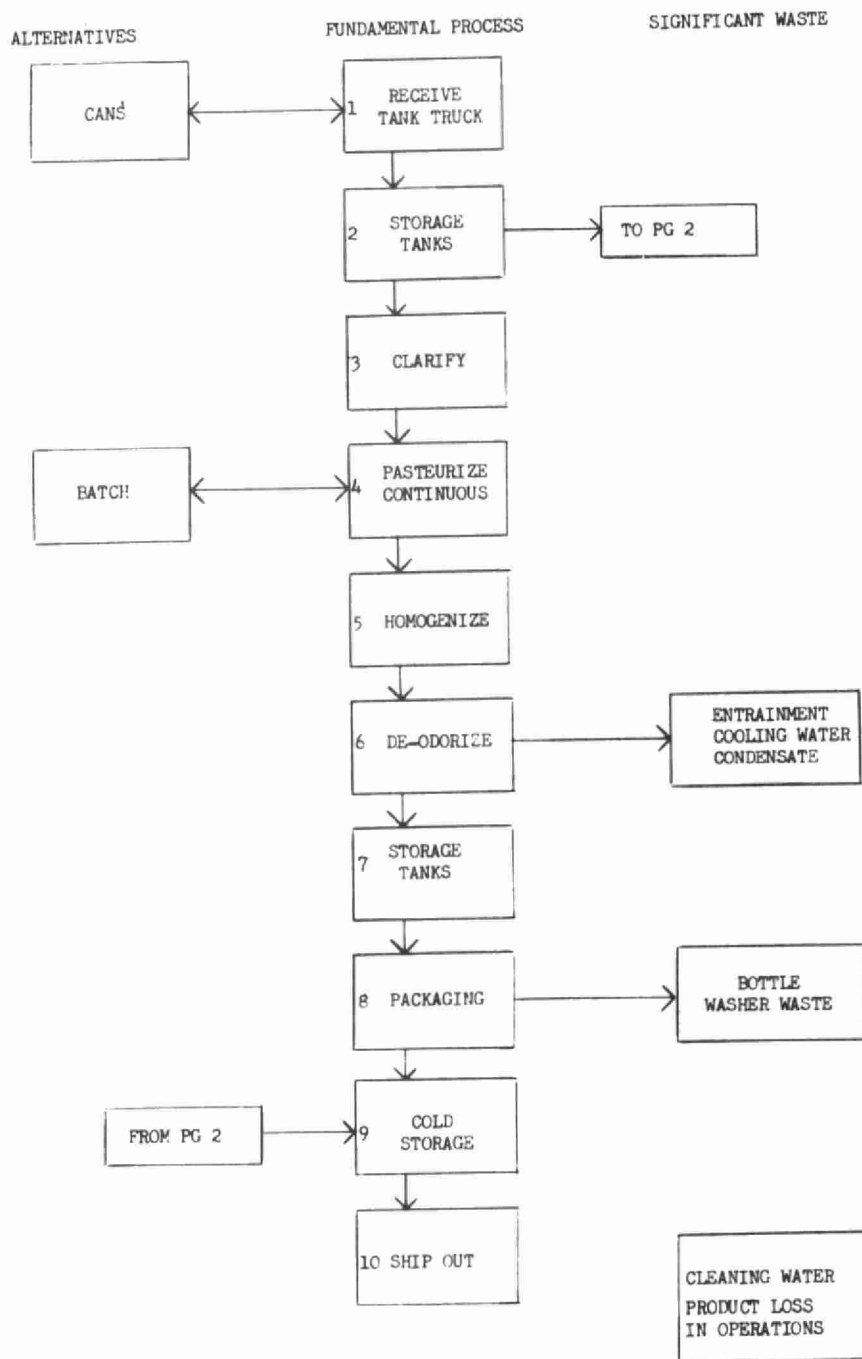 ALTERNATIVES
FUNDAMENTAL PROCESS
SIGNIFICANT WASTE
CANS
1 RECEIVE
TANK TRUCK
2 STORAGE
TANKS
TO PG 2
3 CLARIFY
BATCH
4 PASTEURIZE
CONTINUOUS
5 HOMOGENIZE
6 DE-ODORIZE
ENTRAINMENT
COOLING WATER
CONDENSATE
7 STORAGE
TANKS
8 PACKAGING
BOTTLE
WASHER WASTE
FROM PG 2
9 COLD
STORAGE
10 SHIP OUT
CLEANING WATER
PRODUCT LOSS
IN OPERATIONS